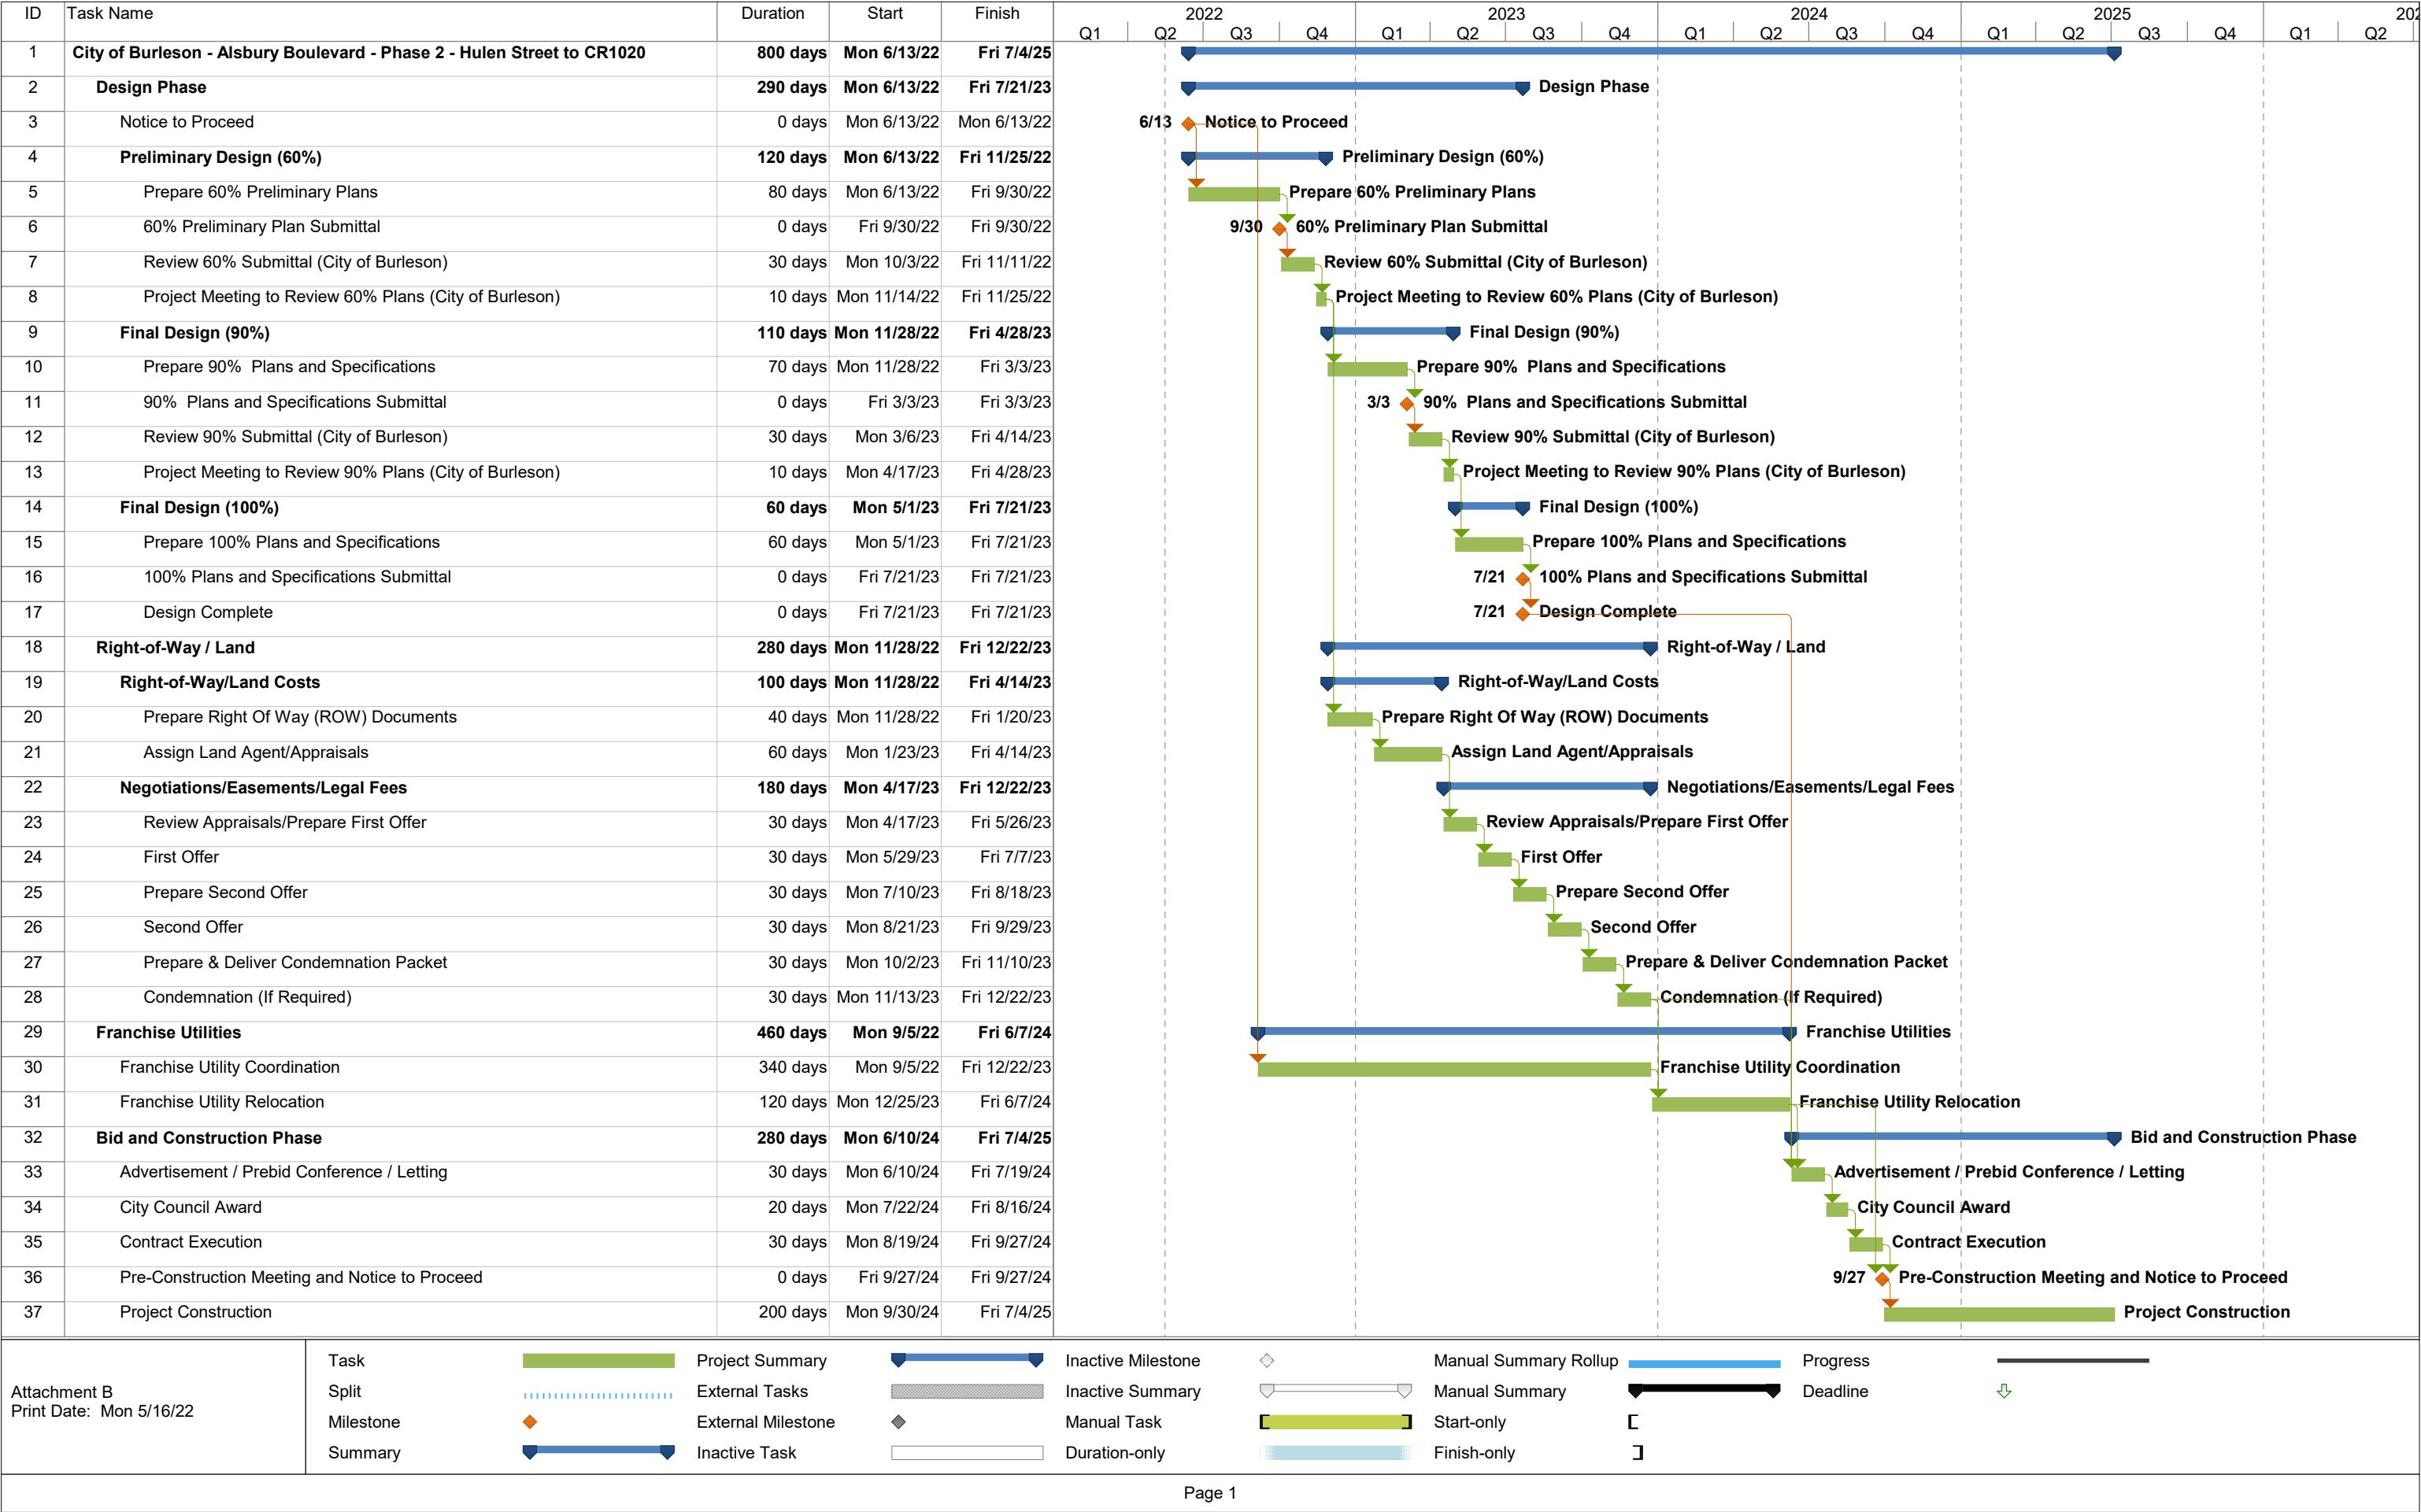 ID Task Name Duration Start Finish 2022 2023 2024 2025
Q1 Q2 Q3 Q4 Q1 Q2 Q3 Q4 Q1 Q2 Q3 Q4 Q1 Q2 Q3 Q4 Q1 Q2
1 City of Burleson - Alsbury Boulevard - Phase 2 - Hulen Street to CR1020 800 days Mon 6/13/22 Fri 7/4/25
2 Design Phase 290 days Mon 6/13/22 Fri 7/21/23 Design Phase
3 Notice to Proceed 0 days Mon 6/13/22 Mon 6/13/22 6/13 Notice to Proceed
4 Preliminary Design (60%) 120 days Mon 6/13/22 Fri 11/25/22 Preliminary Design (60%)
5 Prepare 60% Preliminary Plans 80 days Mon 6/13/22 Fri 9/30/22 Prepare 60% Preliminary Plans
6 60% Preliminary Plan Submittal 0 days Fri 9/30/22 Fri 9/30/22 9/30 60% Preliminary Plan Submittal
7 Review 60% Submittal (City of Burleson) 30 days Mon 10/3/22 Fri 11/11/22 Review 60% Submittal (City of Burleson)
8 Project Meeting to Review 60% Plans (City of Burleson) 10 days Mon 11/14/22 Fri 11/25/22 Project Meeting to Review 60% Plans (City of Burleson)
9 Final Design (90%) 110 days Mon 11/28/22 Fri 4/28/23 Final Design (90%)
10 Prepare 90% Plans and Specifications 70 days Mon 11/28/22 Fri 3/3/23 Prepare 90% Plans and Specifications
11 90% Plans and Specifications Submittal 0 days Fri 3/3/23 Fri 3/3/23 3/3 90% Plans and Specifications Submittal
12 Review 90% Submittal (City of Burleson) 30 days Mon 3/6/23 Fri 4/14/23 Review 90% Submittal (City of Burleson)
13 Project Meeting to Review 90% Plans (City of Burleson) 10 days Mon 4/17/23 Fri 4/28/23 Project Meeting to Review 90% Plans (City of Burleson)
14 Final Design (100%) 60 days Mon 5/1/23 Fri 7/21/23 Final Design (100%)
15 Prepare 100% Plans and Specifications 60 days Mon 5/1/23 Fri 7/21/23 Prepare 100% Plans and Specifications
16 100% Plans and Specifications Submittal 0 days Fri 7/21/23 Fri 7/21/23 7/21 100% Plans and Specifications Submittal
17 Design Complete 0 days Fri 7/21/23 Fri 7/21/23 7/21 Design Complete
18 Right-of-Way / Land 280 days Mon 11/28/22 Fri 12/22/23 Right-of-Way / Land
19 Right-of-Way/Land Costs 100 days Mon 11/28/22 Fri 4/14/23 Right-of-Way/Land Costs
20 Prepare Right Of Way (ROW) Documents 40 days Mon 11/28/22 Fri 1/20/23 Prepare Right Of Way (ROW) Documents
21 Assign Land Agent/Appraisals 60 days Mon 1/23/23 Fri 4/14/23 Assign Land Agent/Appraisals
22 Negotiations/Easements/Legal Fees 180 days Mon 4/17/23 Fri 12/22/23 Negotiations/Easements/Legal Fees
23 Review Appraisals/Prepare First Offer 30 days Mon 4/17/23 Fri 5/26/23 Review Appraisals/Prepare First Offer
24 First Offer 30 days Mon 5/29/23 Fri 7/7/23 First Offer
25 Prepare Second Offer 30 days Mon 7/10/23 Fri 8/18/23 Prepare Second Offer
26 Second Offer 30 days Mon 8/21/23 Fri 9/29/23 Second Offer
27 Prepare & Deliver Condemnation Packet 30 days Mon 10/2/23 Fri 11/10/23 Prepare & Deliver Condemnation Packet
28 Condemnation (If Required) 30 days Mon 11/13/23 Fri 12/22/23 Condemnation (If Required)
29 Franchise Utilities 460 days Mon 9/5/22 Fri 6/7/24 Franchise Utilities
30 Franchise Utility Coordination 340 days Mon 9/5/22 Fri 12/22/23 Franchise Utility Coordination
31 Franchise Utility Relocation 120 days Mon 12/25/23 Fri 6/7/24 Franchise Utility Relocation
32 Bid and Construction Phase 280 days Mon 6/10/24 Fri 7/4/25 Bid and Construction Phase
33 Advertisement / Prebid Conference / Letting 30 days Mon 6/10/24 Fri 7/19/24 Advertisement / Prebid Conference / Letting
34 City Council Award 20 days Mon 7/22/24 Fri 8/16/24 City Council Award
35 Contract Execution 30 days Mon 8/19/24 Fri 9/27/24 Contract Execution
36 Pre-Construction Meeting and Notice to Proceed 0 days Fri 9/27/24 Fri 9/27/24 9/27 Pre-Construction Meeting and Notice to Proceed
37 Project Construction 200 days Mon 9/30/24 Fri 7/4/25 Project Construction
Attachment B
Print Date: Mon 5/16/22
Task Project Summary Inactive Milestone Manual Summary Rollup Progress
Split External Tasks Inactive Summary Manual Summary Deadline
Milestone External Milestone Manual Task Start-only
Summary Inactive Task Duration-only Finish-only
Page 1